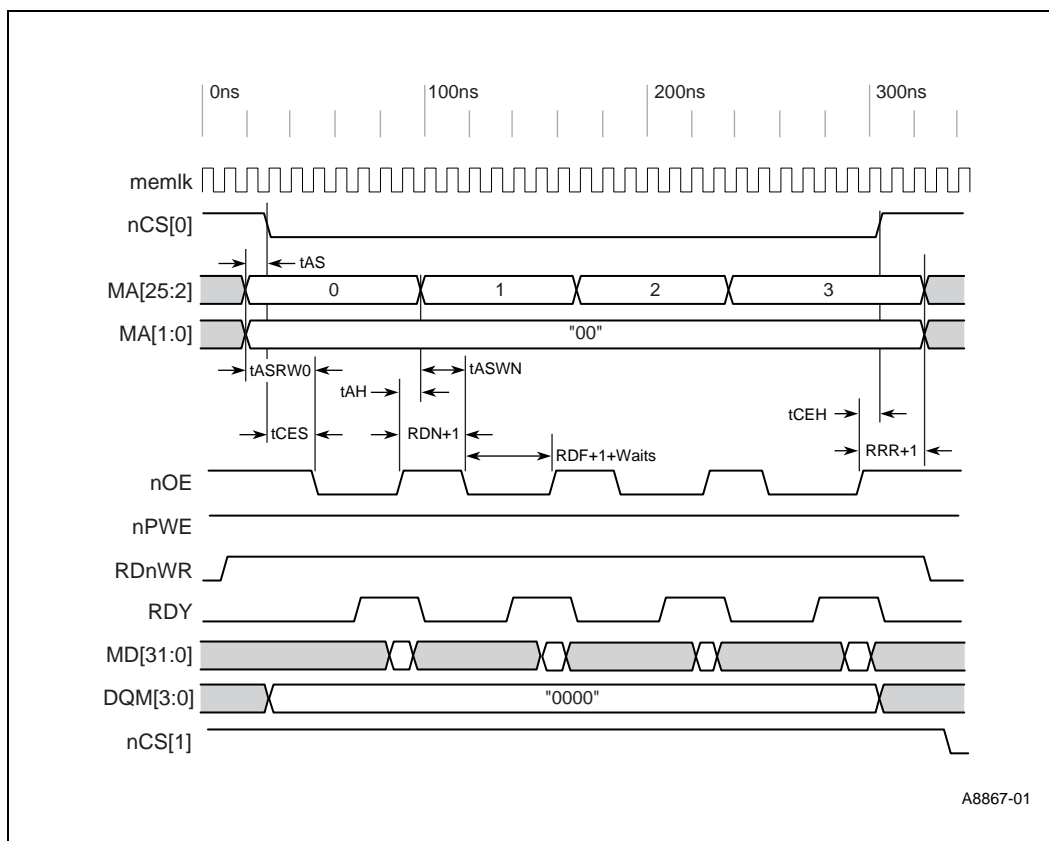 0ns 100ns 200ns 300ns
memlk
nCS[0]
tAS
MA[25:2] 0 1 2 3
MA[1:0] "00"
tASRW0 tASWN
tAH
tCEH
tCES RDN+1 RRR+1
RDF+1+Waits
nOE
nPWE
RDnWR
RDY
MD[31:0]
DQM[3:0] "0000"
nCS[1]
A8867-01